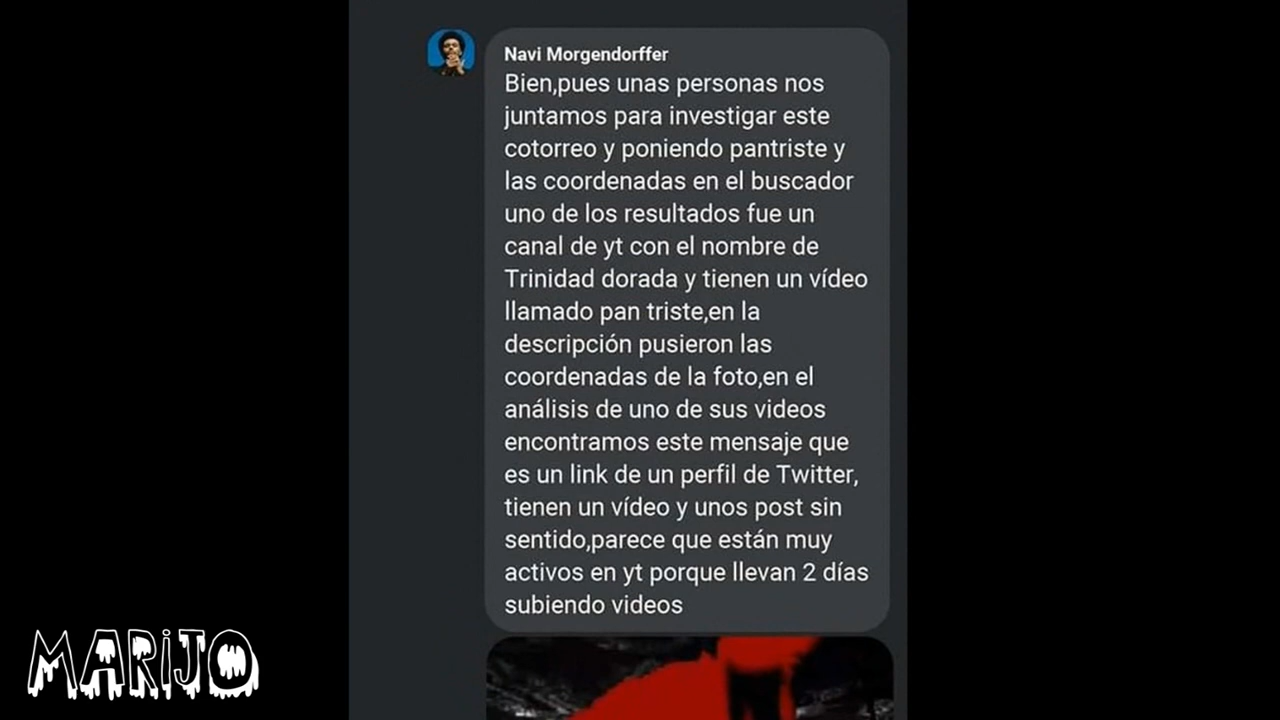 Navi Morgendorffer
Bien,pues unas personas nos
juntamos para investigar este
cotorreo y poniendo pantriste y
las coordenadas en el buscador
uno de los resultados fue un
canal de yt con el nombre de
Trinidad dorada y tienen un vídeo
llamado pan triste,en la
descripción pusieron las
coordenadas de la foto,en el
análisis de uno de sus videos
encontramos este mensaje que
es un link de un perfil de Twitter,
tienen un vídeo y unos post sin
sentido,parece que están muy
activos en yt porque llevan 2 días
subiendo videos
MARiJO